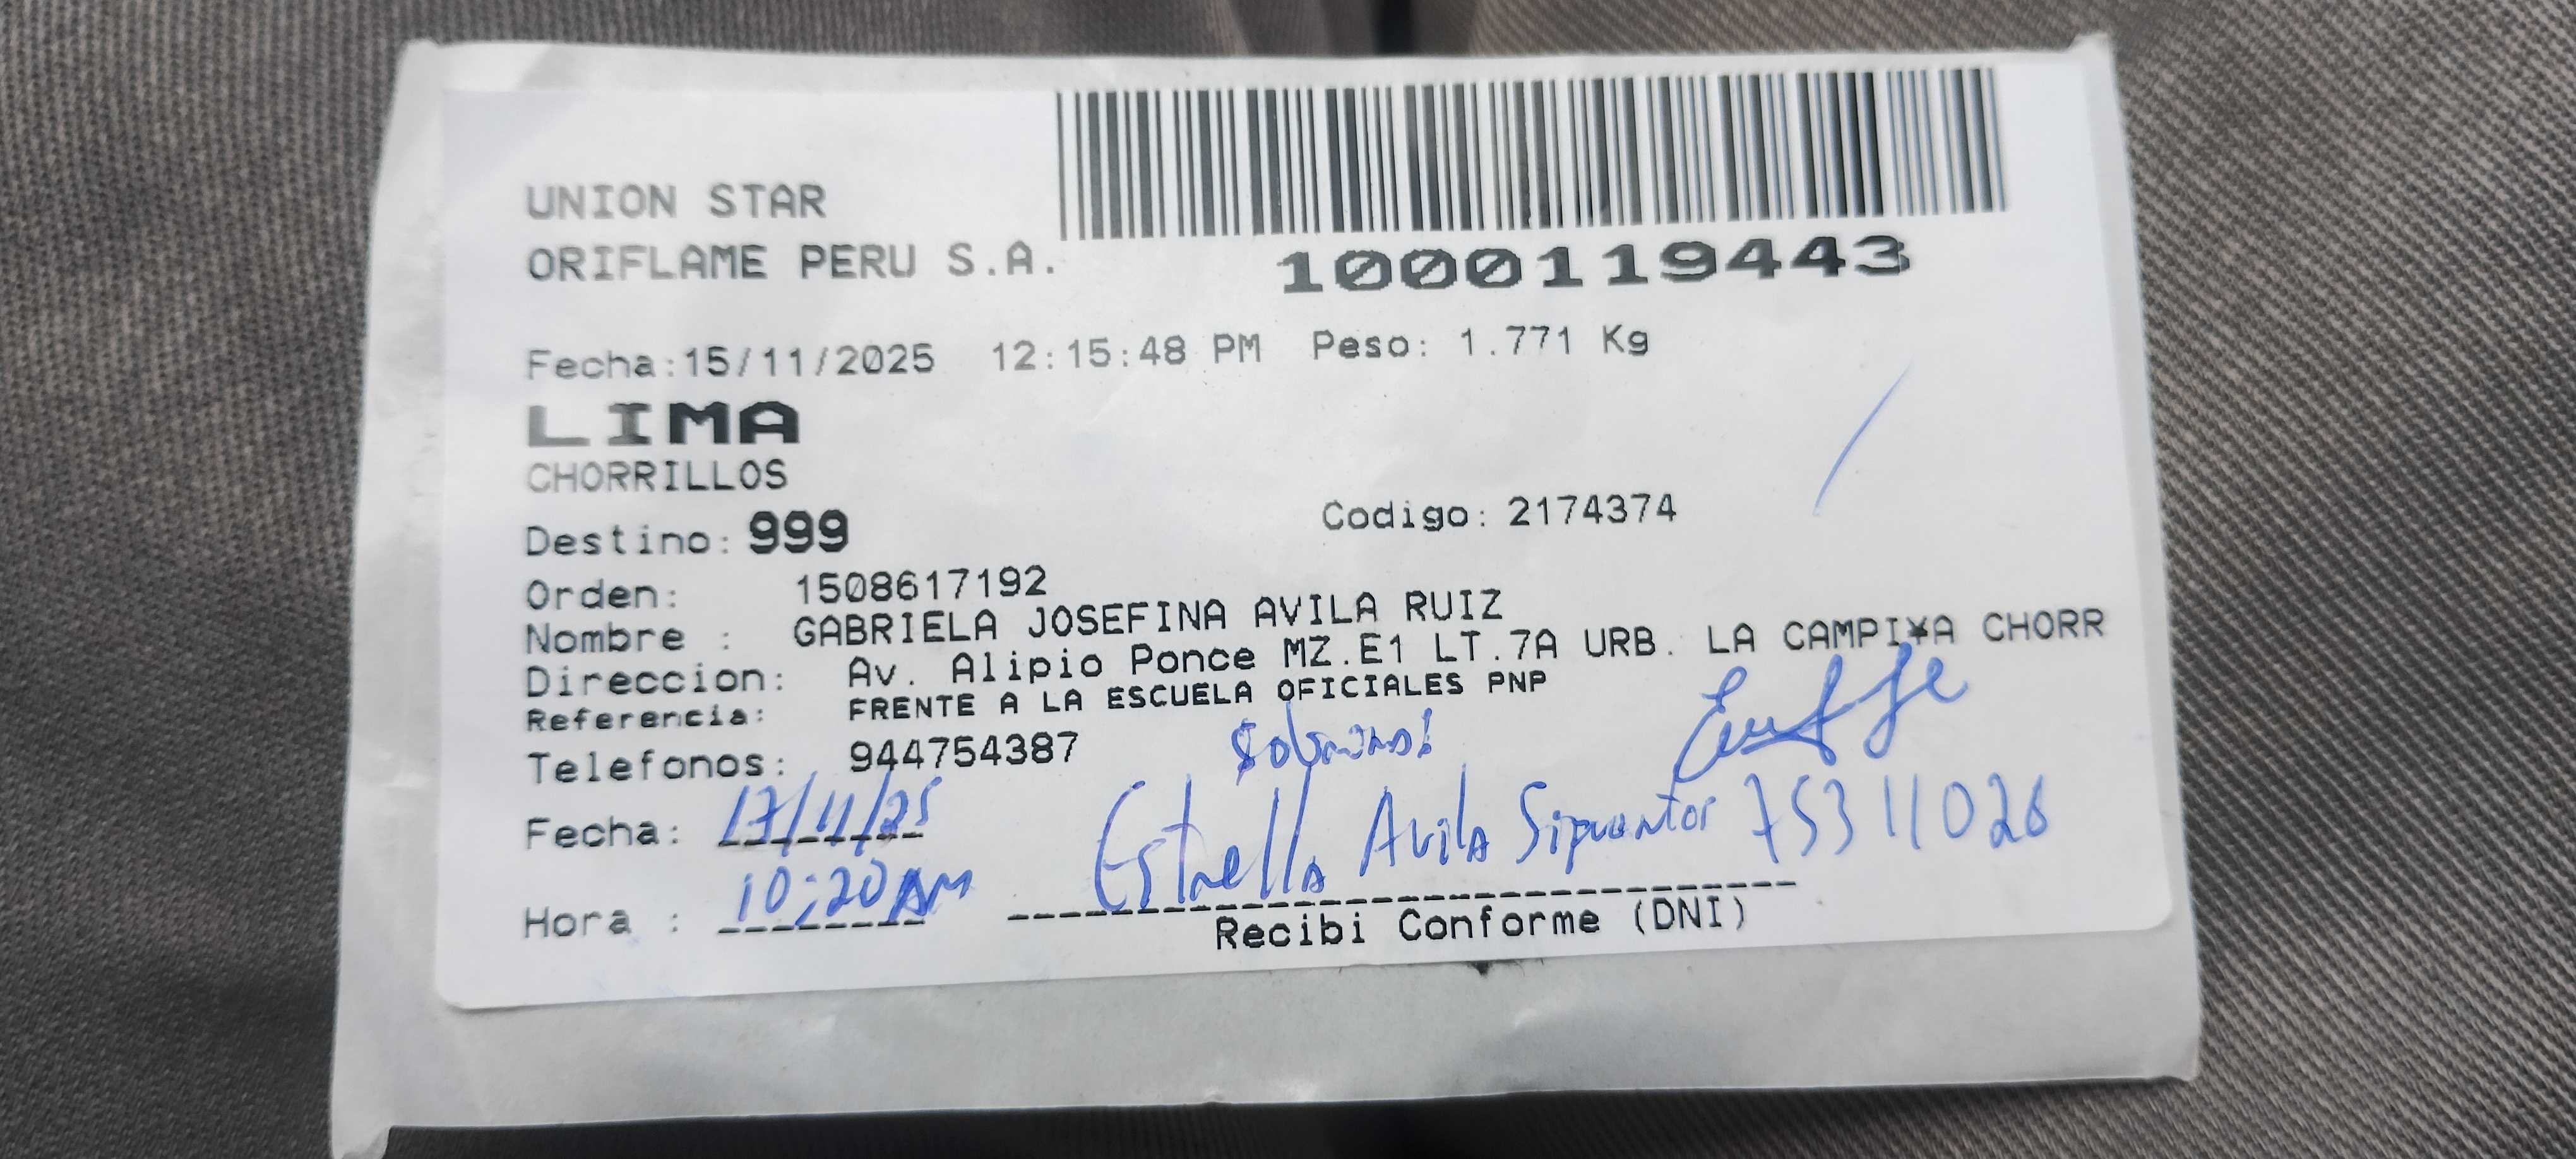 UNION STAR
ORIFLAME PERU S.A.
1000119443
Fecha:15/11/2025 12:15:48 PM Peso: 1.771 Kg
LIMA
CHORRILLOS
Destino: 999 Codigo: 2174374
Orden: 1508617192
Nombre : GABRIELA JOSEFINA AVILA RUIZ
Direccion: Av. Alipio Ponce MZ.E1 LT.7A URB. LA CAMPI¥A CHORR
Referencia: FRENTE A LA ESCUELA OFICIALES PNP
Telefonos: 944754387
Fecha: 17/11/25 Estrella Avila 75311026
Hora : 10:20 AM
Recibi Conforme (DNI)